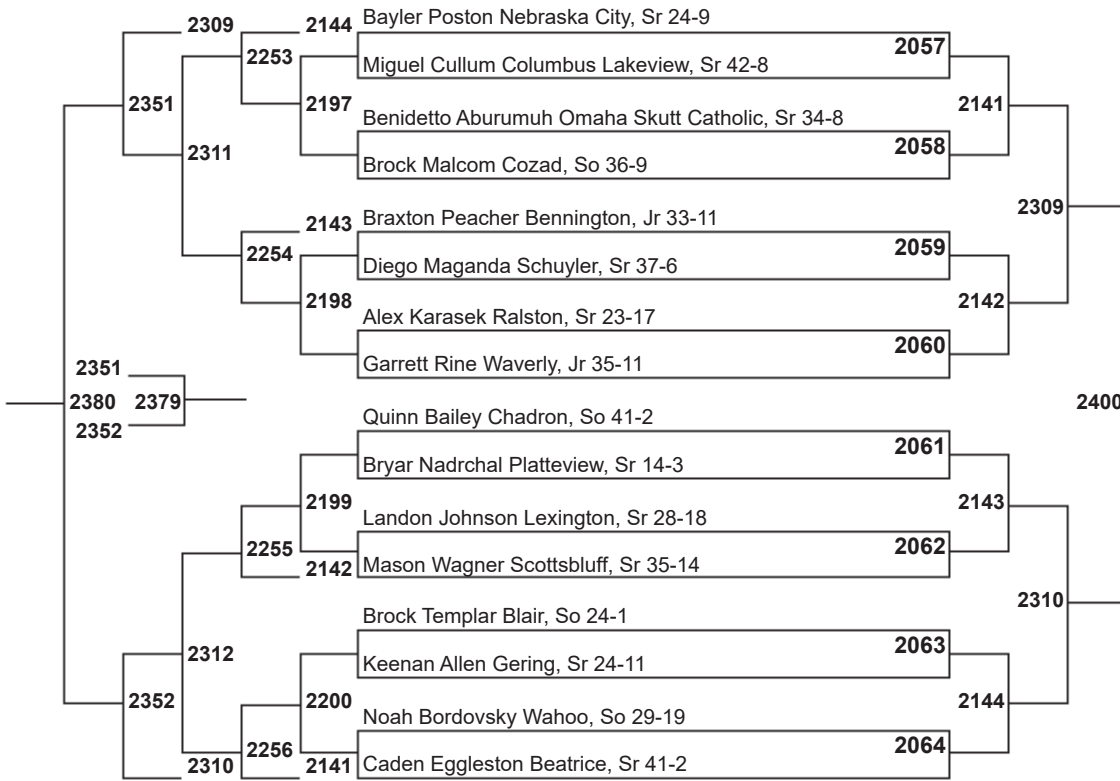 Bayler Poston Nebraska City, Sr 24-9
2309
2144
2057
2253
Miguel Cullum Columbus Lakeview, Sr 42-8
2351
2197
2141
Benidetto Aburumuh Omaha Skutt Catholic, Sr 34-8
2058
2311
Brock Malcom Cozad, So 36-9
2309
2143
Braxton Peacher Bennington, Jr 33-11
2059
2254
Diego Maganda Schuyler, Sr 37-6
2198
2142
Alex Karasek Ralston, Sr 23-17
2060
Garrett Rine Waverly, Jr 35-11
2351
2380
2379
2400
2352
Quinn Bailey Chadron, So 41-2
2061
Bryar Nadrchal Platteview, Sr 14-3
2199
2143
Landon Johnson Lexington, Sr 28-18
2062
2255
2142
Mason Wagner Scottsbluff, Sr 35-14
2310
Brock Templar Blair, So 24-1
2063
2312
Keenan Allen Gering, Sr 24-11
2352
2200
2144
Noah Bordovsky Wahoo, So 29-19
2064
2256
2310
2141
Caden Eggleston Beatrice, Sr 41-2